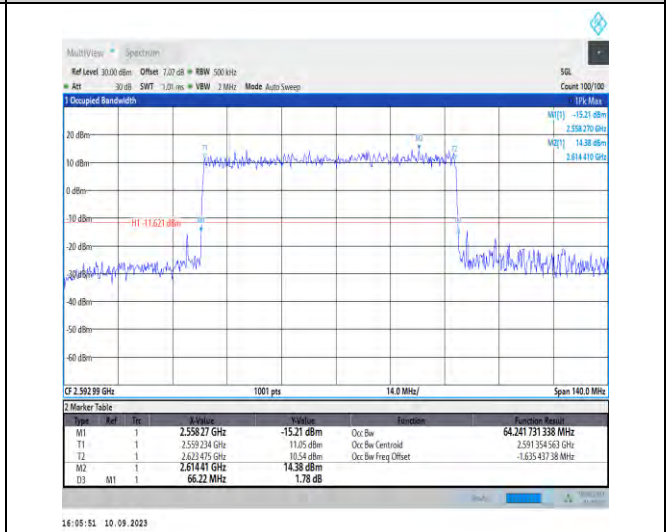 MultiView Spectrum
Ref Level 30.00 dBm Offset 7.07 dB RBW 500 kHz SGL
Att 30 dB SWT 1.01 ms VBW 2 MHz Mode Auto Sweep Count 100/100
1 Occupied Bandwidth 1Pk Max
M1[1] -15.21 dBm
2.558 270 GHz
M2[1] 14.38 dBm
2.614 410 GHz
20 dBm
M2
T1
T2
10 dBm
0 dBm
-10 dBm
H1 -11.621 dBm
-20 dBm
-30 dBm
-40 dBm
-50 dBm
-60 dBm
CF 2.592 99 GHz 1001 pts 14.0 MHz/ Span 140.0 MHz
2 Marker Table
Type Ref Trc X-Value Y-Value Function Function Result
M1 1 2.558 27 GHz -15.21 dBm Occ Bw 64.241 731 338 MHz
T1 1 2.559 234 GHz 11.05 dBm Occ Bw Centroid 2.591 354 563 GHz
T2 1 2.623 475 GHz 10.54 dBm Occ Bw Freq Offset -1.635 437 38 MHz
M2 1 2.614 41 GHz 14.38 dBm
D3 M1 1 66.22 MHz 1.78 dB
16:05:51 10.09.2023